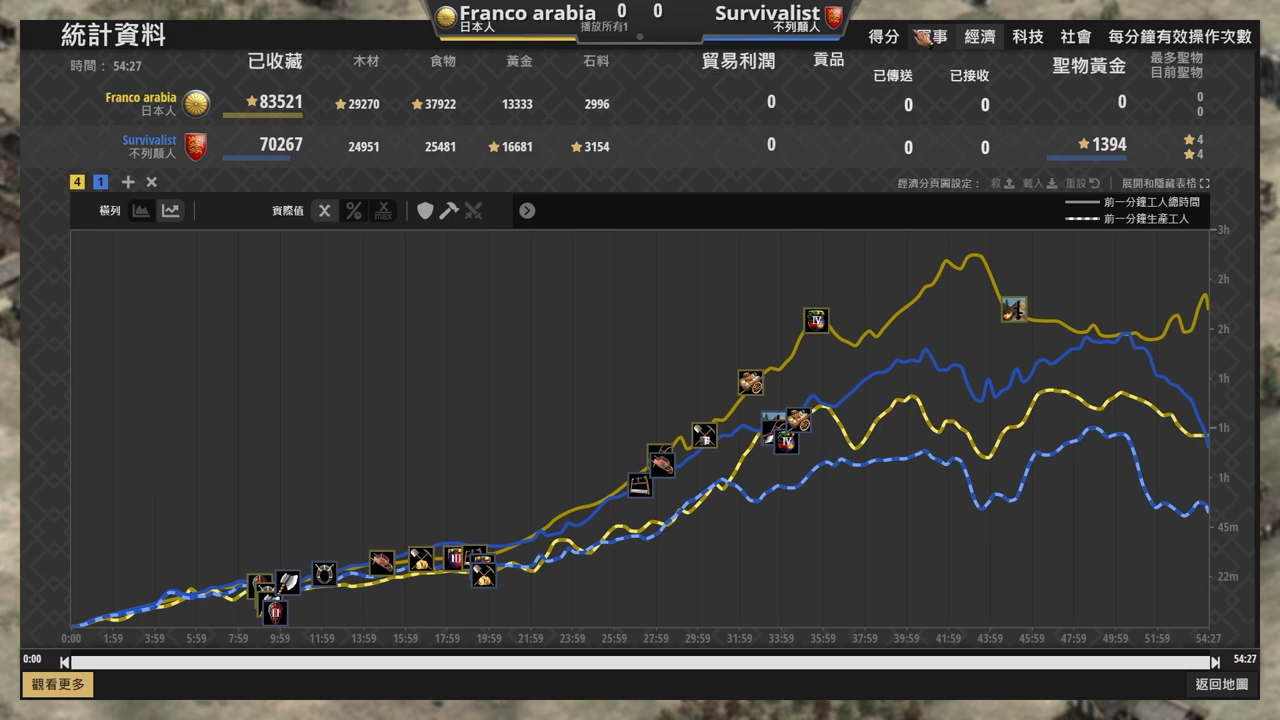 Franco arabia 0 0 Survivalist
日本人 播放所有1 不列顛人
統計資料
得分 軍事 經濟 科技 社會 每分鐘有效操作次數
時間： 54:27 已收藏 木材 食物 黃金 石料 貿易利潤 貢品 已傳送 已接收 聖物黃金 最多聖物
目前聖物
Franco arabia
日本人
83521 29270 37922 13333 2996 0 0 0 0 0
0
Survivalist
不列顛人
70267 24951 25481 16681 3154 0 0 0 1394 4
4
4 1
經濟分頁圖設定： 載入 重設 展開和隱藏表格
橫列 實際值 X % X max
前一分鐘工人總時間
前一分鐘生產工人
3h
2h
2h
1h
1h
1h
45m
22m
IV
IV
III
II
0:00 1:59 3:59 5:59 7:59 9:59 11:59 13:59 15:59 17:59 19:59 21:59 23:59 25:59 27:59 29:59 31:59 33:59 35:59 37:59 39:59 41:59 43:59 45:59 47:59 49:59 51:59 54:27
0:00 54:27
觀看更多 返回地圖